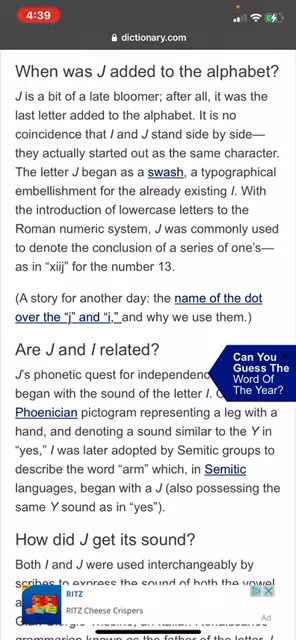 4:39
dictionary.com
When was J added to the alphabet?
J is a bit of a late bloomer; after all, it was the
last letter added to the alphabet. It is no
coincidence that I and J stand side by side—
they actually started out as the same character.
The letter J began as a swash, a typographical
embellishment for the already existing I. With
the introduction of lowercase letters to the
Roman numeric system, J was commonly used
to denote the conclusion of a series of one's—
as in “xiij” for the number 13.
(A story for another day: the name of the dot
over the “j” and “i,” and why we use them.)
Are J and I related?
J's phonetic quest for
began with the sound of the letter I.
Phoenician pictogram representing a leg with a
hand, and denoting a sound similar to the Y in
“yes,” I was later adopted by Semitic groups to
describe the word “arm” which, in Semitic
languages, began with a J (also possessing the
same Y sound as in “yes”).
Can You
Guess The
Word Of
The Year?
How did J get its sound?
Both I and J were used interchangeably by
scribes to express the sound of both the vowel
RITZ
RITZ Cheese Crispers
Ad